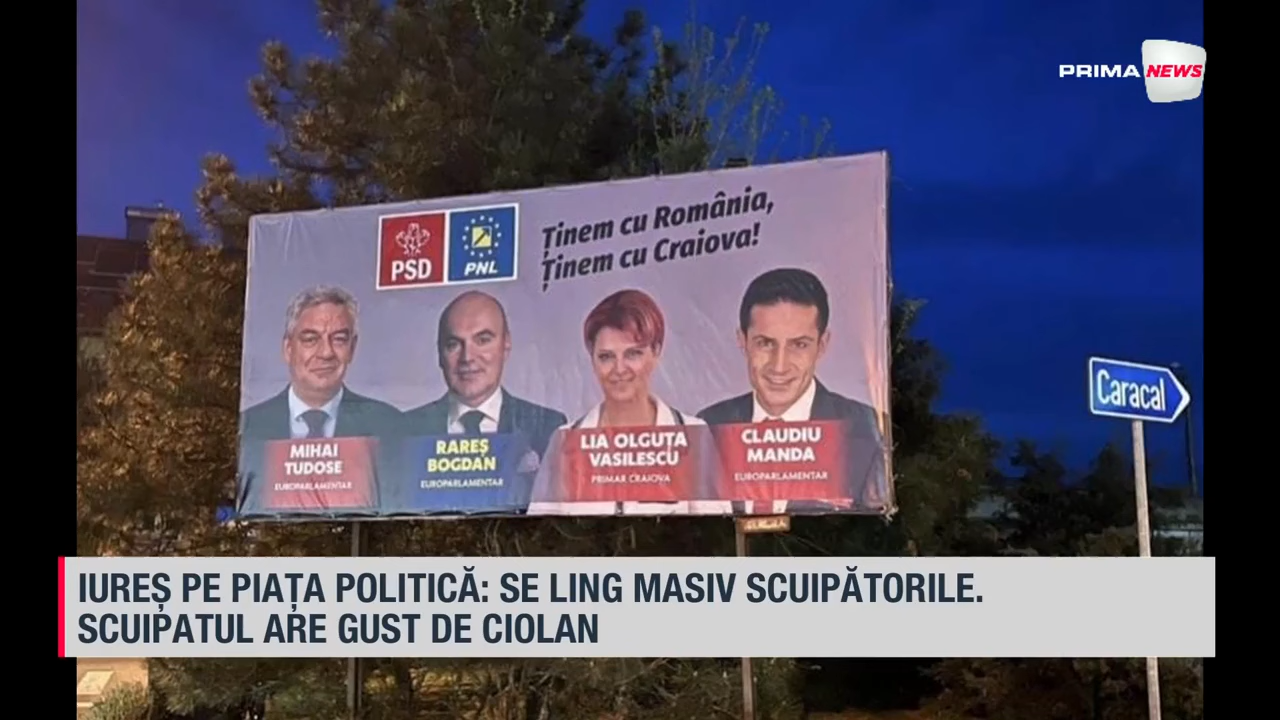 PRIMA NEWS
Ținem cu România,
Ținem cu Craiova!
PSD
PNL
MIHAI
TUDOSE
EUROPARLAMENTAR
RAREȘ
BOGDAN
EUROPARLAMENTAR
LIA OLGUȚA
VASILESCU
PRIMAR CRAIOVA
CLAUDIU
MANDA
EUROPARLAMENTAR
Caracal
IUREȘ PE PIAȚA POLITICĂ: SE LING MASIV SCUIPĂTORILE.
SCUIPATUL ARE GUST DE CIOLAN